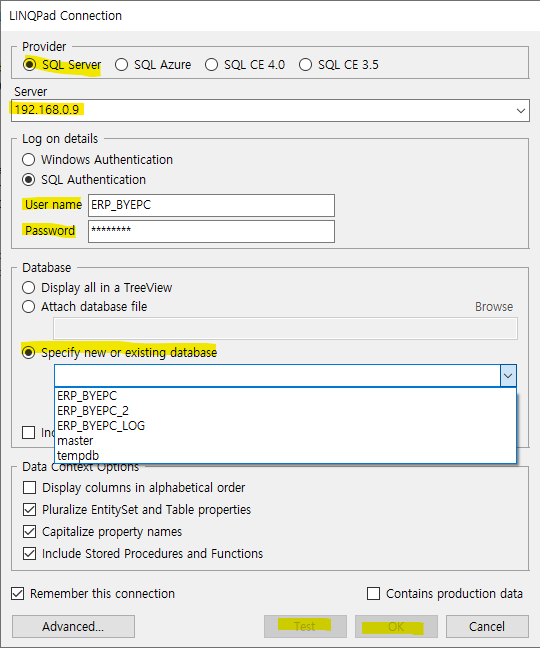 LINQPad Connection
Provider
SQL Server SQL Azure SQL CE 4.0 SQL CE 3.5
Server
192.168.0.9
Log on details
Windows Authentication
SQL Authentication
User name ERP_BYEPC
Password ********
Database
Display all in a TreeView
Attach database file Browse
Specify new or existing database
ERP_BYEPC
ERP_BYEPC_2
ERP_BYEPC_LOG
master
tempdb
Data Context Options
Display columns in alphabetical order
Pluralize EntitySet and Table properties
Capitalize property names
Include Stored Procedures and Functions
Remember this connection Contains production data
Advanced... Test OK Cancel